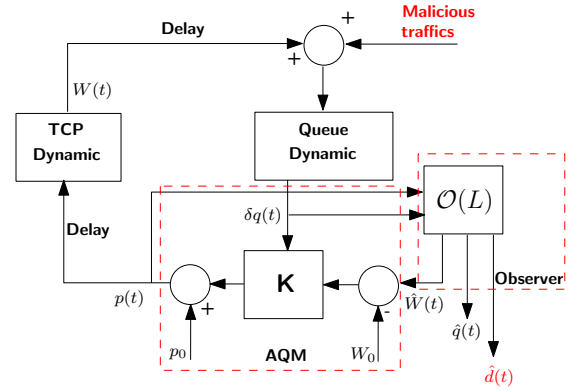 Delay
Malicious
traffics
+
+
W(t)
TCP
Dynamic
Queue
Dynamic
δq(t)
𝒪(L)
Delay
K
Observer
p(t)
+
-
Ŵ(t)
q̂(t)
p₀
AQM
W₀
d̂(t)